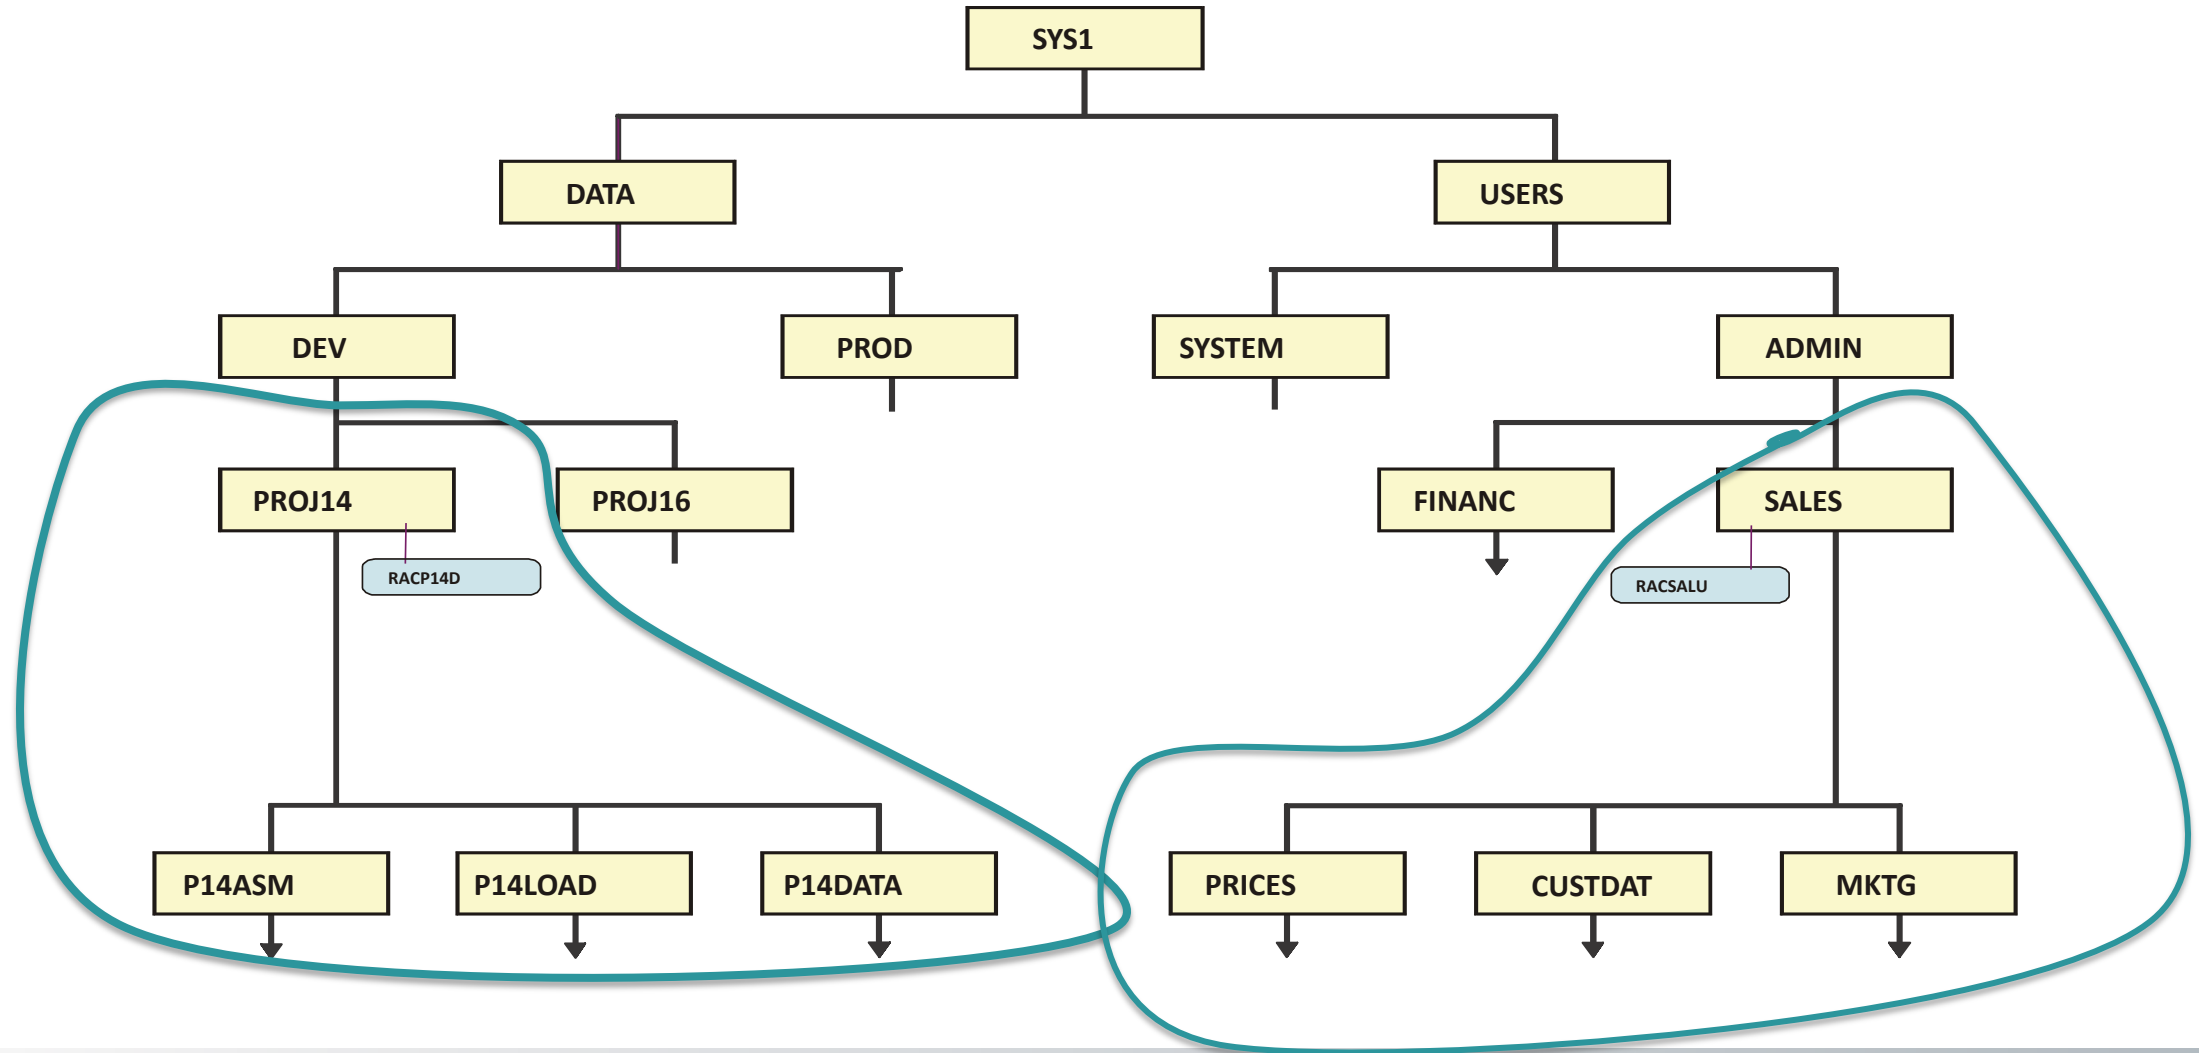 SYS1
DATA
USERS
DEV
PROD
SYSTEM
ADMIN
PROJ14
PROJ16
FINANC
SALES
RACP14D
RACSALU
P14ASM
P14LOAD
P14DATA
PRICES
CUSTDAT
MKTG